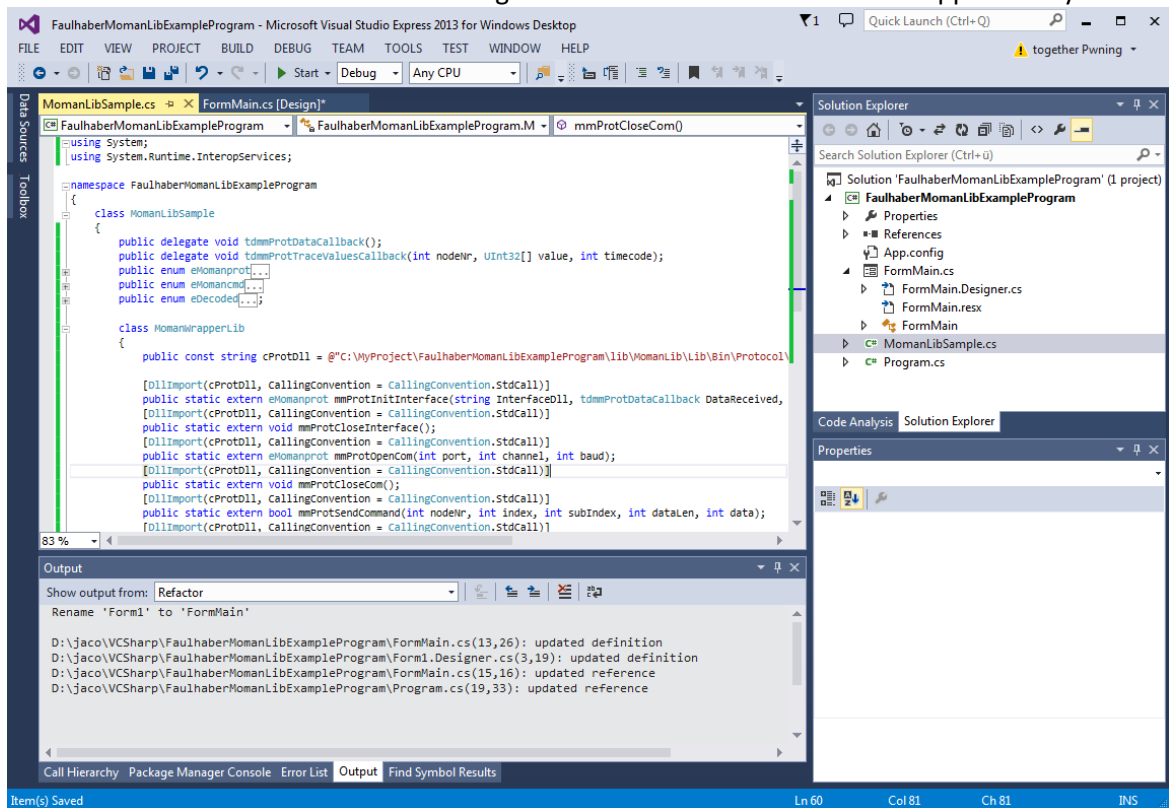 FaulhaberMomanLibExampleProgram - Microsoft Visual Studio Express 2013 for Windows Desktop
1
Quick Launch (Ctrl+Q)
FILE EDIT VIEW PROJECT BUILD DEBUG TEAM TOOLS TEST WINDOW HELP
together Pwning
Start Debug Any CPU
Data Sources
Toolbox
MomanLibSample.cs FormMain.cs [Design]*
FaulhaberMomanLibExampleProgram FaulhaberMomanLibExampleProgram.M mmProtCloseCom()
using System;
using System.Runtime.InteropServices;
namespace FaulhaberMomanLibExampleProgram
{
class MomanLibSample
{
public delegate void tdmmProtDataCallback();
public delegate void tdmmProtTraceValuesCallback(int nodeNr, UInt32[] value, int timecode);
public enum eMomanprot...
public enum eMomancmd...
public enum eDecoded...;
class MomanWrapperLib
{
public const string cProtDll = @"C:\MyProject\FaulhaberMomanLibExampleProgram\lib\MomanLib\Lib\Bin\Protocol\
[DllImport(cProtDll, CallingConvention = CallingConvention.StdCall)]
public static extern eMomanprot mmProtInitInterface(string InterfaceDll, tdmmProtDataCallback DataReceived,
[DllImport(cProtDll, CallingConvention = CallingConvention.StdCall)]
public static extern void mmProtCloseInterface();
[DllImport(cProtDll, CallingConvention = CallingConvention.StdCall)]
public static extern eMomanprot mmProtOpenCom(int port, int channel, int baud);
[DllImport(cProtDll, CallingConvention = CallingConvention.StdCall)]
public static extern void mmProtCloseCom();
[DllImport(cProtDll, CallingConvention = CallingConvention.StdCall)]
public static extern bool mmProtSendCommand(int nodeNr, int index, int subIndex, int dataLen, int data);
[DllImport(cProtDll, CallingConvention = CallingConvention.StdCall)]
83 %
Output
Show output from: Refactor
Rename 'Form1' to 'FormMain'
D:\jaco\VCSharp\FaulhaberMomanLibExampleProgram\FormMain.cs(13,26): updated definition
D:\jaco\VCSharp\FaulhaberMomanLibExampleProgram\Form1.Designer.cs(3,19): updated definition
D:\jaco\VCSharp\FaulhaberMomanLibExampleProgram\FormMain.cs(15,16): updated reference
D:\jaco\VCSharp\FaulhaberMomanLibExampleProgram\Program.cs(19,33): updated reference
Call Hierarchy Package Manager Console Error List Output Find Symbol Results
Solution Explorer
Search Solution Explorer (Ctrl+ü)
Solution 'FaulhaberMomanLibExampleProgram' (1 project)
C# FaulhaberMomanLibExampleProgram
Properties
References
App.config
FormMain.cs
FormMain.Designer.cs
FormMain.resx
FormMain
C# MomanLibSample.cs
C# Program.cs
Code Analysis Solution Explorer
Properties
Item(s) Saved Ln 60 Col 81 Ch 81 INS